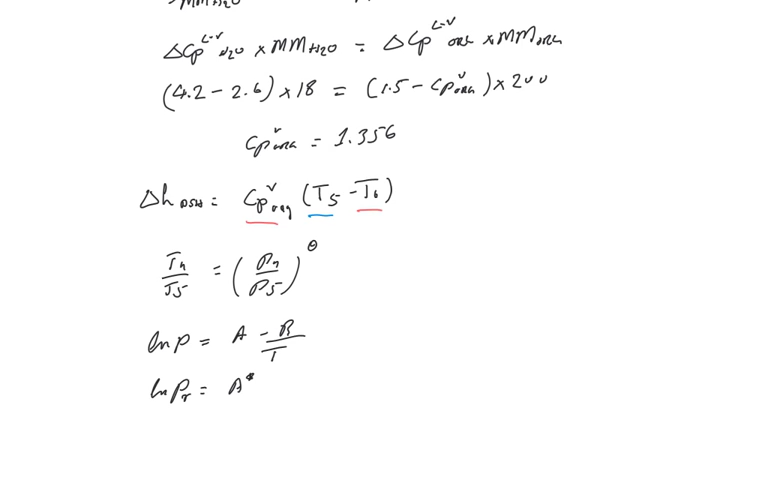 ΔCp^L-V H2O × MM H2O = ΔCp^L-V ORG × MM ORG
(4.2 - 2.6) × 18 = (1.5 - Cp^V ORG) × 200
Cp^V ORG = 1.356
Δh DSH = Cp^V org (T5 - T6)
T4/T5 = (P4/P5)^θ
ln P = A - B/T
ln Pr = A*